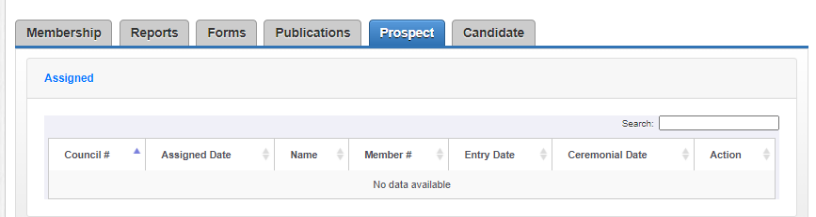 Membership Reports Forms Publications Prospect Candidate
Assigned
Search:
Council # Assigned Date Name Member # Entry Date Ceremonial Date Action
No data available